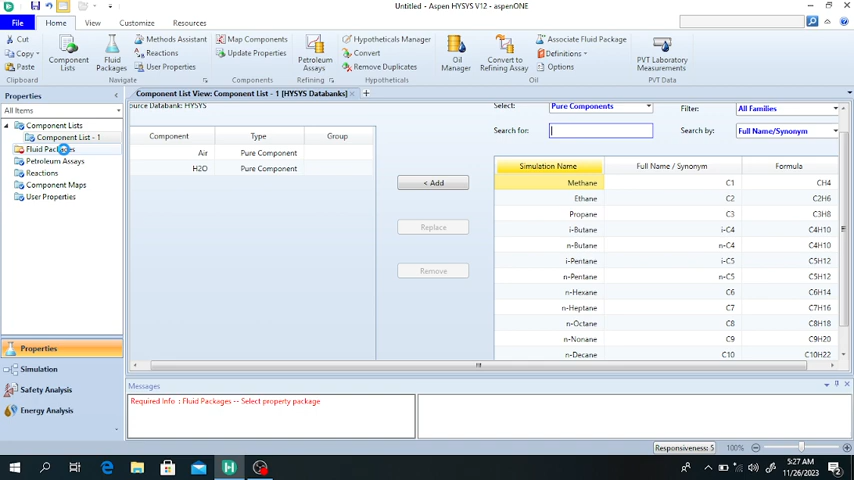 Untitled - Aspen HYSYS V12 - aspenONE
File
Home
View
Customize
Resources
Cut
Copy
Paste
Clipboard
Component Lists
Fluid Packages
Methods Assistant
Reactions
User Properties
Navigate
Map Components
Update Properties
Components
Petroleum Assays
Refining
Hypotheticals Manager
Convert
Remove Duplicates
Hypotheticals
Oil Manager
Convert to Refining Assay
Associate Fluid Package
Definitions
Options
Oil
PVT Laboratory Measurements
PVT Data
Properties
All Items
Component Lists
Component List - 1
Fluid Packages
Petroleum Assays
Reactions
Component Maps
User Properties
Properties
Simulation
Safety Analysis
Energy Analysis
Component List View: Component List - 1 [HYSYS Databanks]
ource Database: HYSYS
Component Type Group
Air Pure Component
H2O Pure Component
< Add
Replace
Remove
Select: Pure Components Filter: All Families
Search for: Search by: Full Name/Synonym
Simulation Name Full Name / Synonym Formula
Methane C1 CH4
Ethane C2 C2H6
Propane C3 C3H8
i-Butane i-C4 C4H10
n-Butane n-C4 C4H10
i-Pentane i-C5 C5H12
n-Pentane n-C5 C5H12
n-Hexane C6 C6H14
n-Heptane C7 C7H16
n-Octane C8 C8H18
n-Nonane C9 C9H20
n-Decane C10 C10H22
Messages
Required Info : Fluid Packages -- Select property package
Responsiveness: 5 100%
5:27 AM
11/26/2023
2